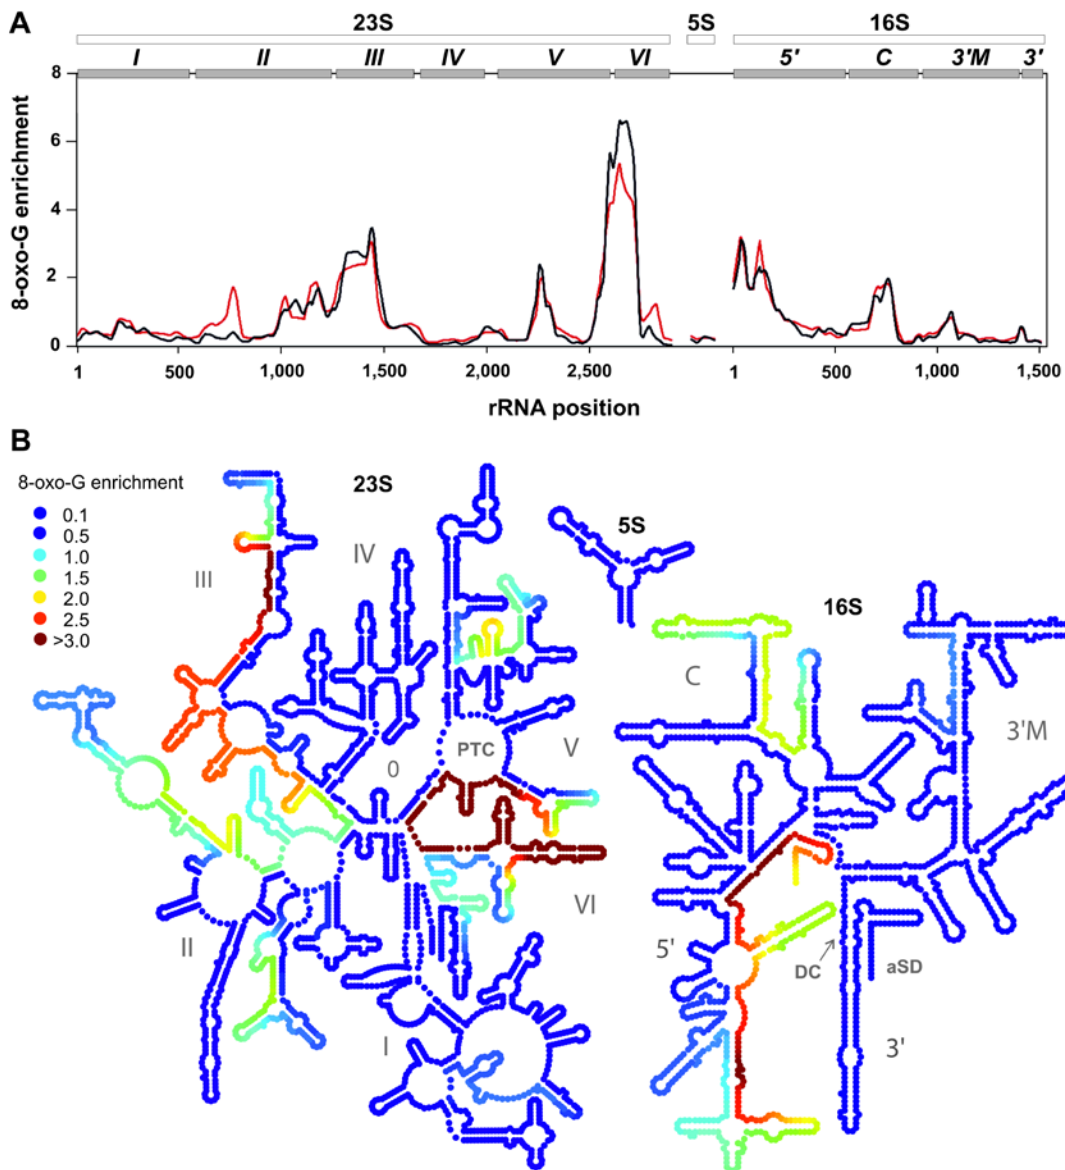 A
23S 5S 16S
I II III IV V VI 5' C 3'M 3'
8
6
4
2
0
8-oxo-G enrichment
1 500 1,000 1,500 2,000 2,500 1 500 1,000 1,500
rRNA position
B
8-oxo-G enrichment
0.1
0.5
1.0
1.5
2.0
2.5
>3.0
23S
5S
16S
III
IV
C
3'M
PTC
V
0
VI
II
5'
DC
aSD
I
3'